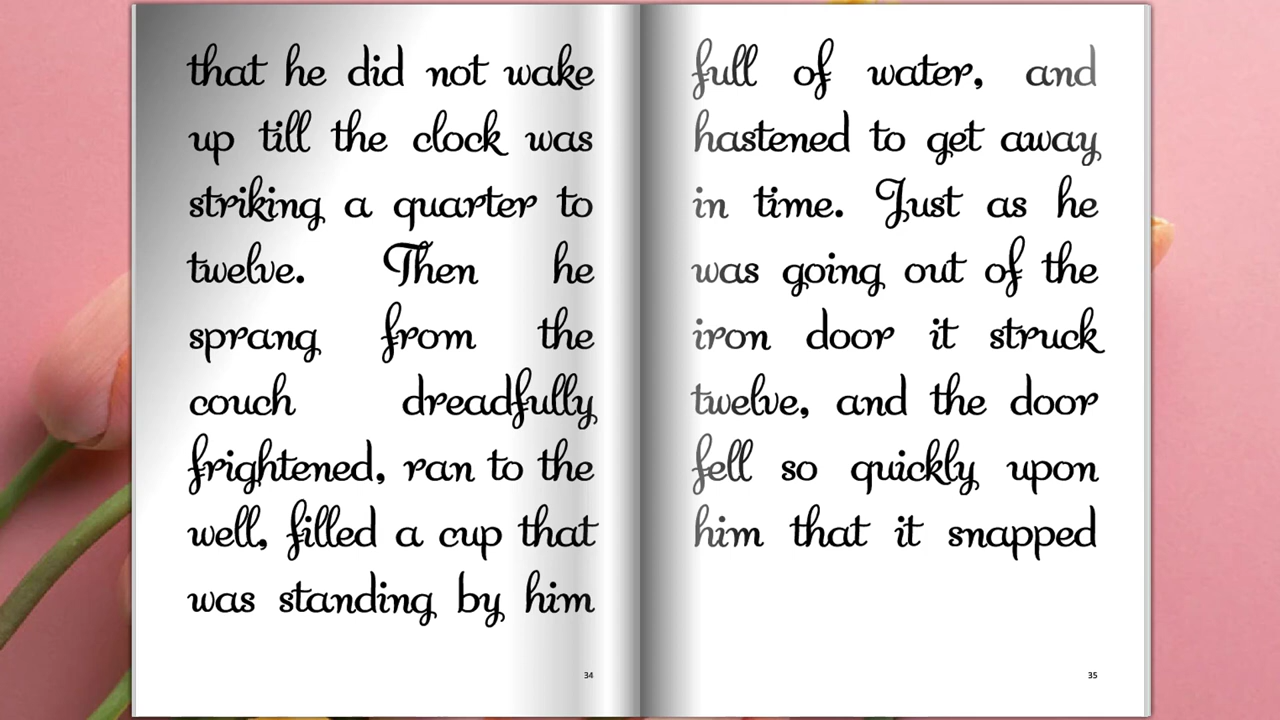 that he did not wake
up till the clock was
striking a quarter to
twelve. Then he
sprang from the
couch dreadfully
frightened, ran to the
well, filled a cup that
was standing by him
34
full of water, and
hastened to get away
in time. Just as he
was going out of the
iron door it struck
twelve, and the door
fell so quickly upon
him that it snapped
35